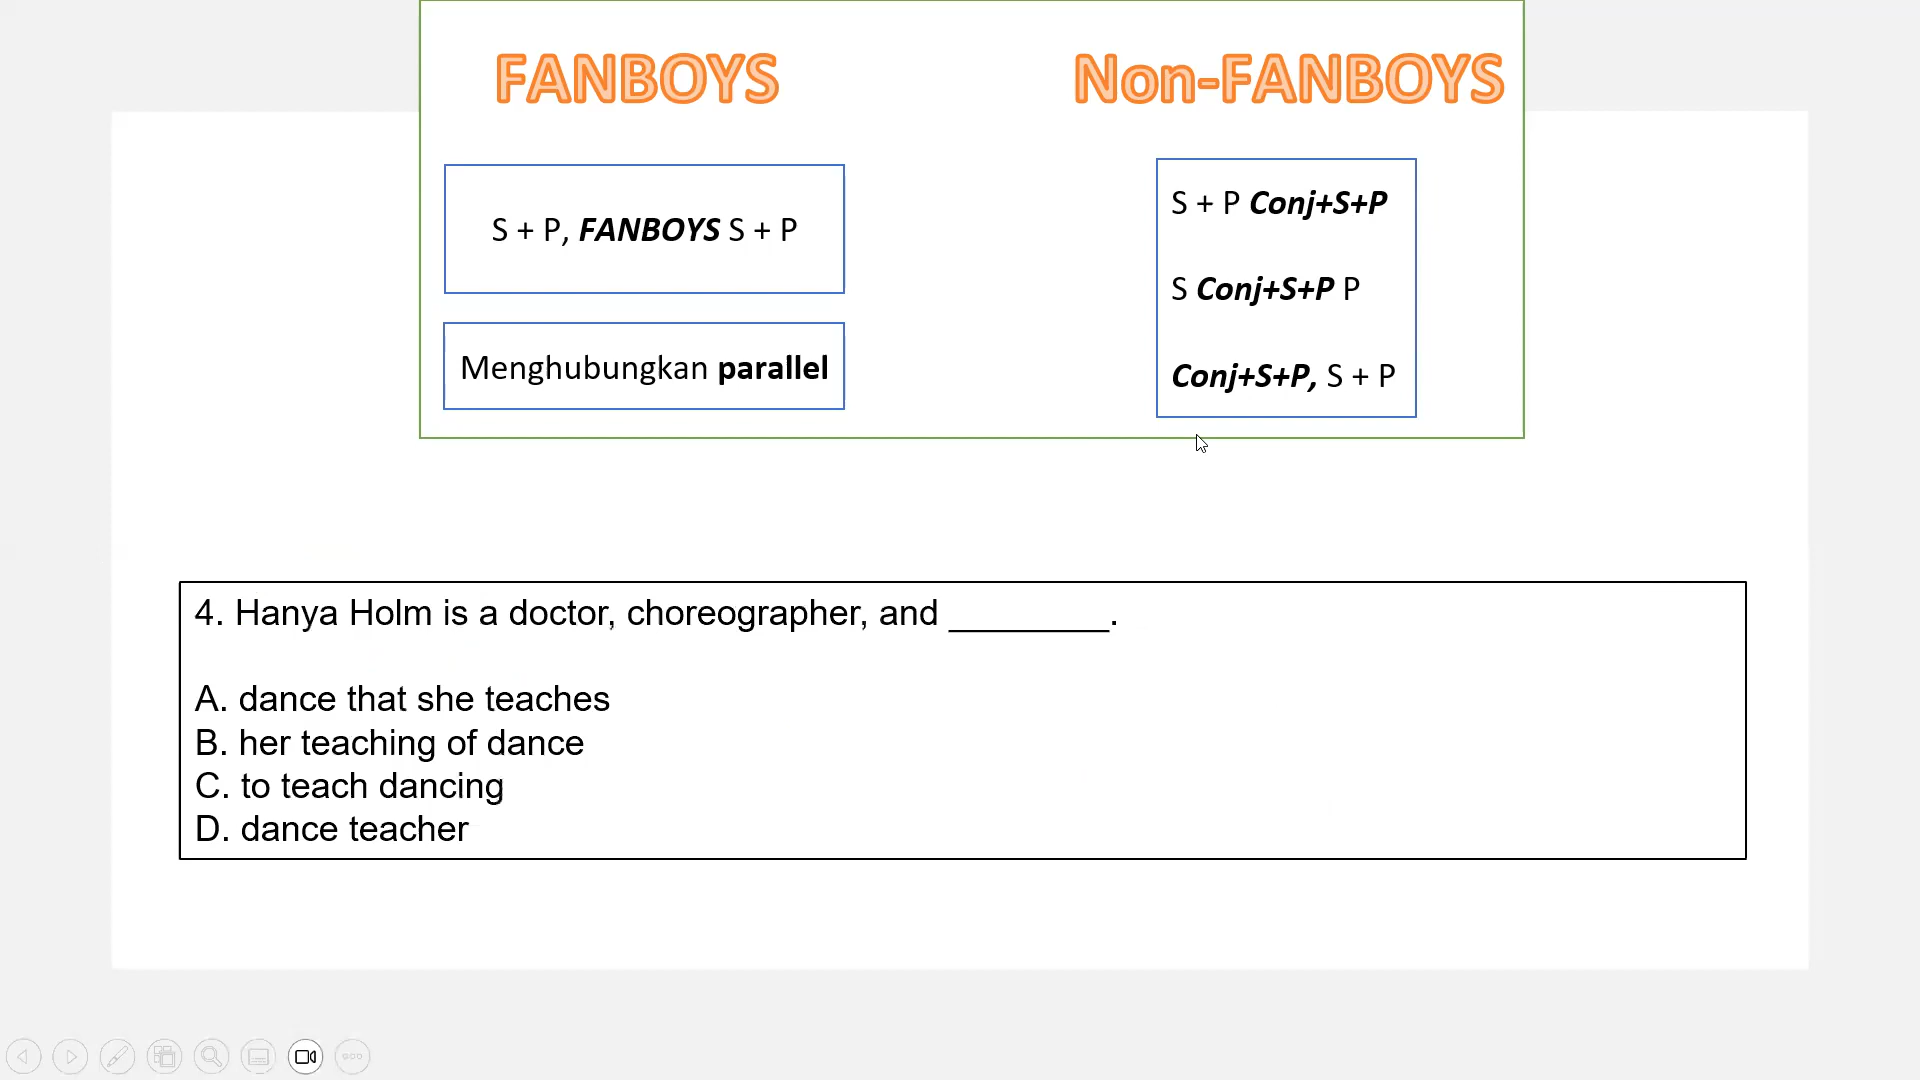 FANBOYS
Non-FANBOYS
S + P, FANBOYS S + P
Menghubungkan parallel
S + P Conj+S+P
S Conj+S+P P
Conj+S+P, S + P
4. Hanya Holm is a doctor, choreographer, and ________.
A. dance that she teaches
B. her teaching of dance
C. to teach dancing
D. dance teacher